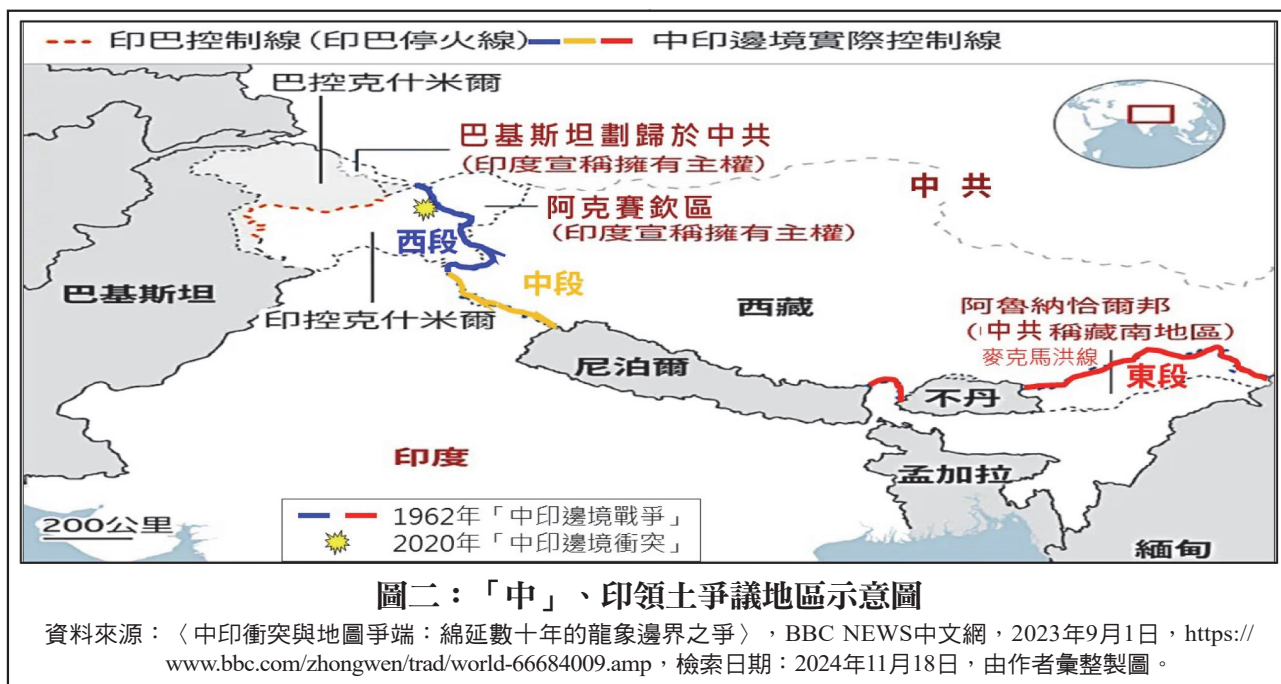 印巴控制線(印巴停火線) 中印邊境實際控制線
巴控克什米爾
巴基斯坦劃歸於中共
(印度宣稱擁有主權)
中共
阿克賽欽區
(印度宣稱擁有主權)
西段
中段
巴基斯坦
印控克什米爾
西藏
阿魯納恰爾邦
(中共稱藏南地區)
麥克馬洪線
東段
尼泊爾
不丹
印度
孟加拉
緬甸
200公里
1962年「中印邊境戰爭」
2020年「中印邊境衝突」
圖二：「中」、印領土爭議地區示意圖
資料來源：〈中印衝突與地圖爭端：綿延數十年的龍象邊界之爭〉，BBC NEWS中文網，2023年9月1日，https://
www.bbc.com/zhongwen/trad/world-66684009.amp，檢索日期：2024年11月18日，由作者彙整製圖。